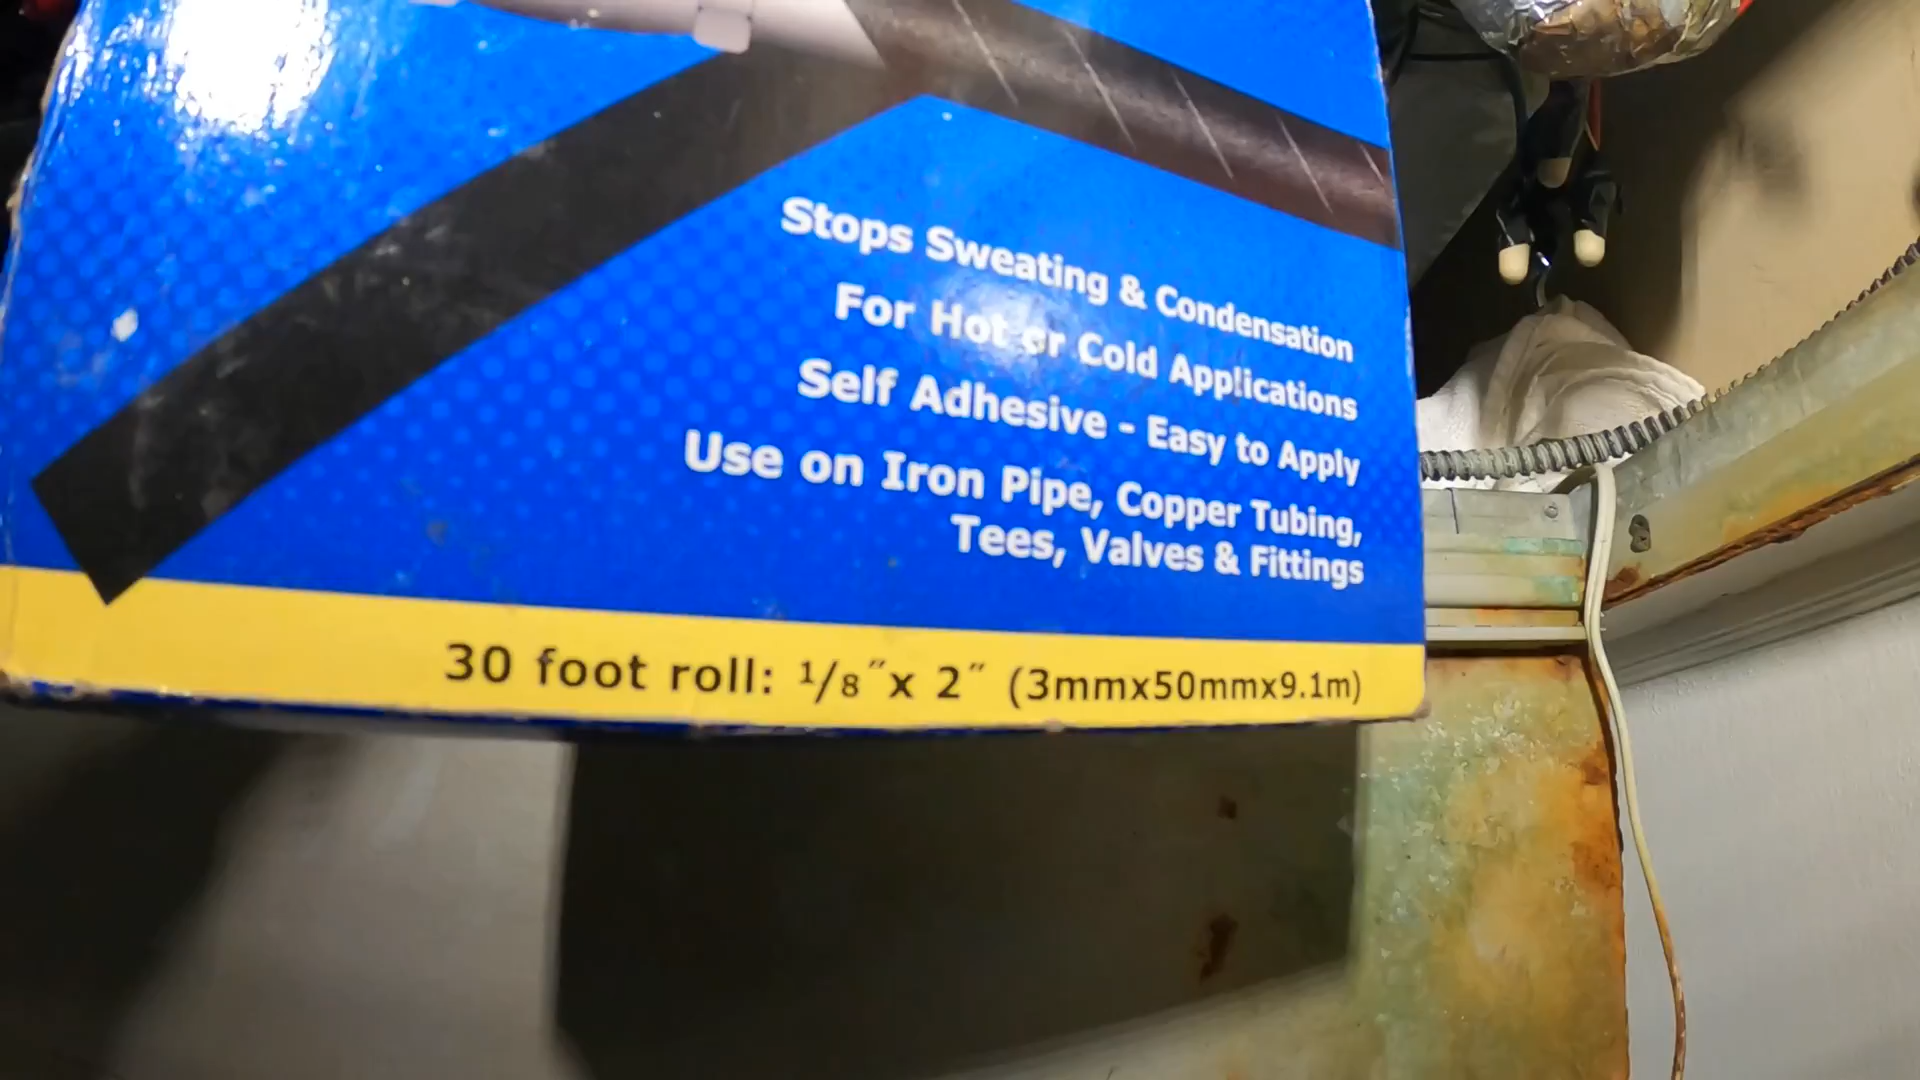 Stops Sweating & Condensation
For Hot or Cold Applications
Self Adhesive - Easy to Apply
Use on Iron Pipe, Copper Tubing,
Tees, Valves & Fittings
30 foot roll: 1/8″x 2″ (3mmx50mmx9.1m)